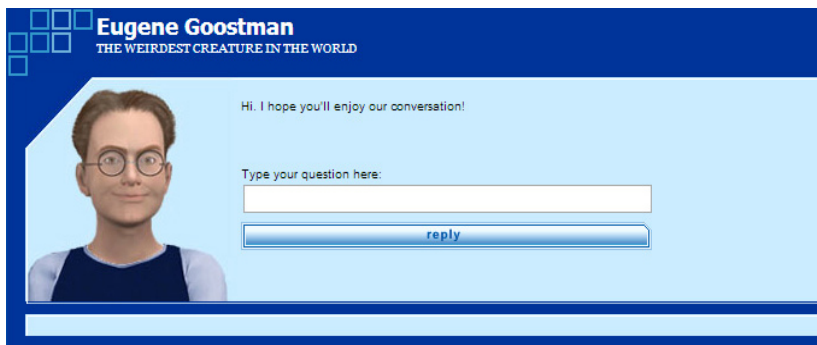 Eugene Goostman
THE WEIRDEST CREATURE IN THE WORLD
Hi. I hope you'll enjoy our conversation!
Type your question here:
reply